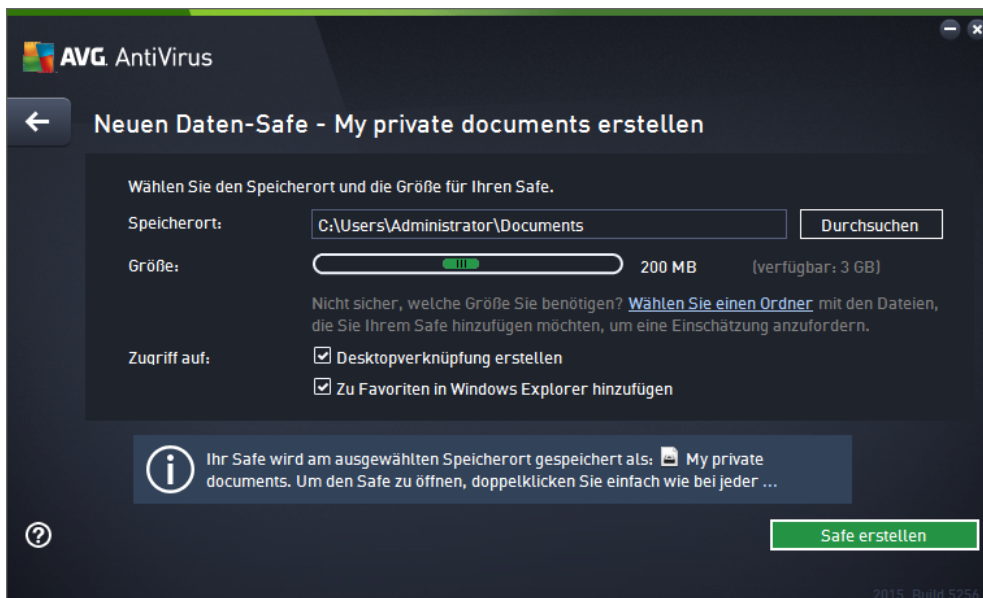 AVG. AntiVirus
Neuen Daten-Safe - My private documents erstellen
Wählen Sie den Speicherort und die Größe für Ihren Safe.
Speicherort:
C:\Users\Administrator\Documents
Durchsuchen
Größe:
200 MB
(verfügbar: 3 GB)
Nicht sicher, welche Größe Sie benötigen? Wählen Sie einen Ordner mit den Dateien,
die Sie Ihrem Safe hinzufügen möchten, um eine Einschätzung anzufordern.
Zugriff auf:
Desktopverknüpfung erstellen
Zu Favoriten in Windows Explorer hinzufügen
Ihr Safe wird am ausgewählten Speicherort gespeichert als: My private
documents. Um den Safe zu öffnen, doppelklicken Sie einfach wie bei jeder ...
Safe erstellen
2015 Build 5256